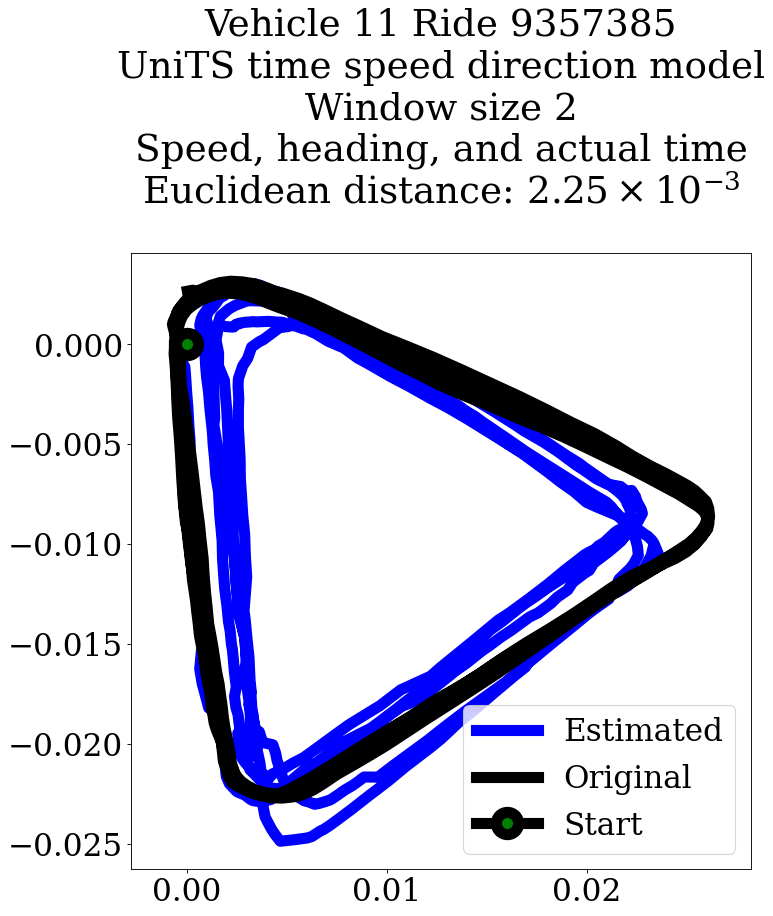 Vehicle 11 Ride 9357385
UniTS time speed direction model
Window size 2
Speed, heading, and actual time
Euclidean distance: 2.25 × 10⁻³
0.000
−0.005
−0.010
−0.015
−0.020
−0.025
Estimated
Original
Start
0.00 0.01 0.02